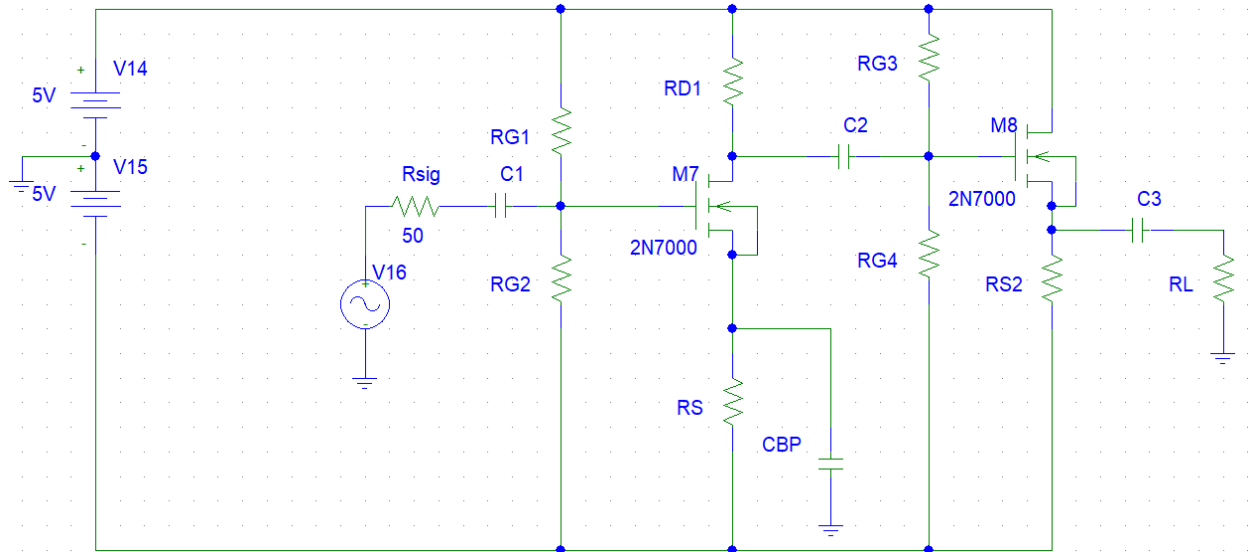 V14
5V
V15
5V
Rsig
50
V16
C1
RG1
RG2
RD1
M7
2N7000
RS
CBP
C2
RG3
RG4
M8
2N7000
RS2
C3
RL